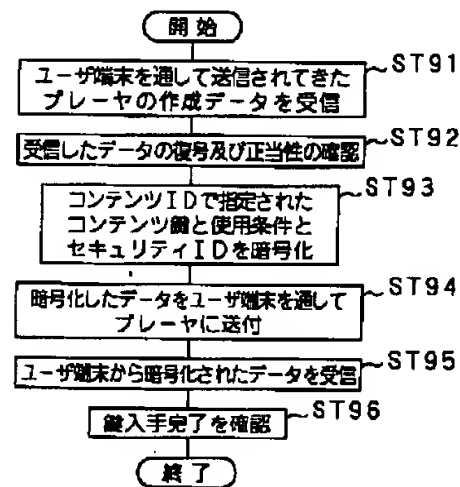 開始
ユーザ端末を通して送信されてきた
プレーヤの作成データを受信
ST91
受信したデータの復号及び正当性の確認
ST92
コンテンツIDで指定された
コンテンツ鍵と使用条件と
セキュリティIDを暗号化
ST93
暗号化したデータをユーザ端末を通して
プレーヤに送付
ST94
ユーザ端末から暗号化されたデータを受信
ST95
鍵入手完了を確認
ST96
終了